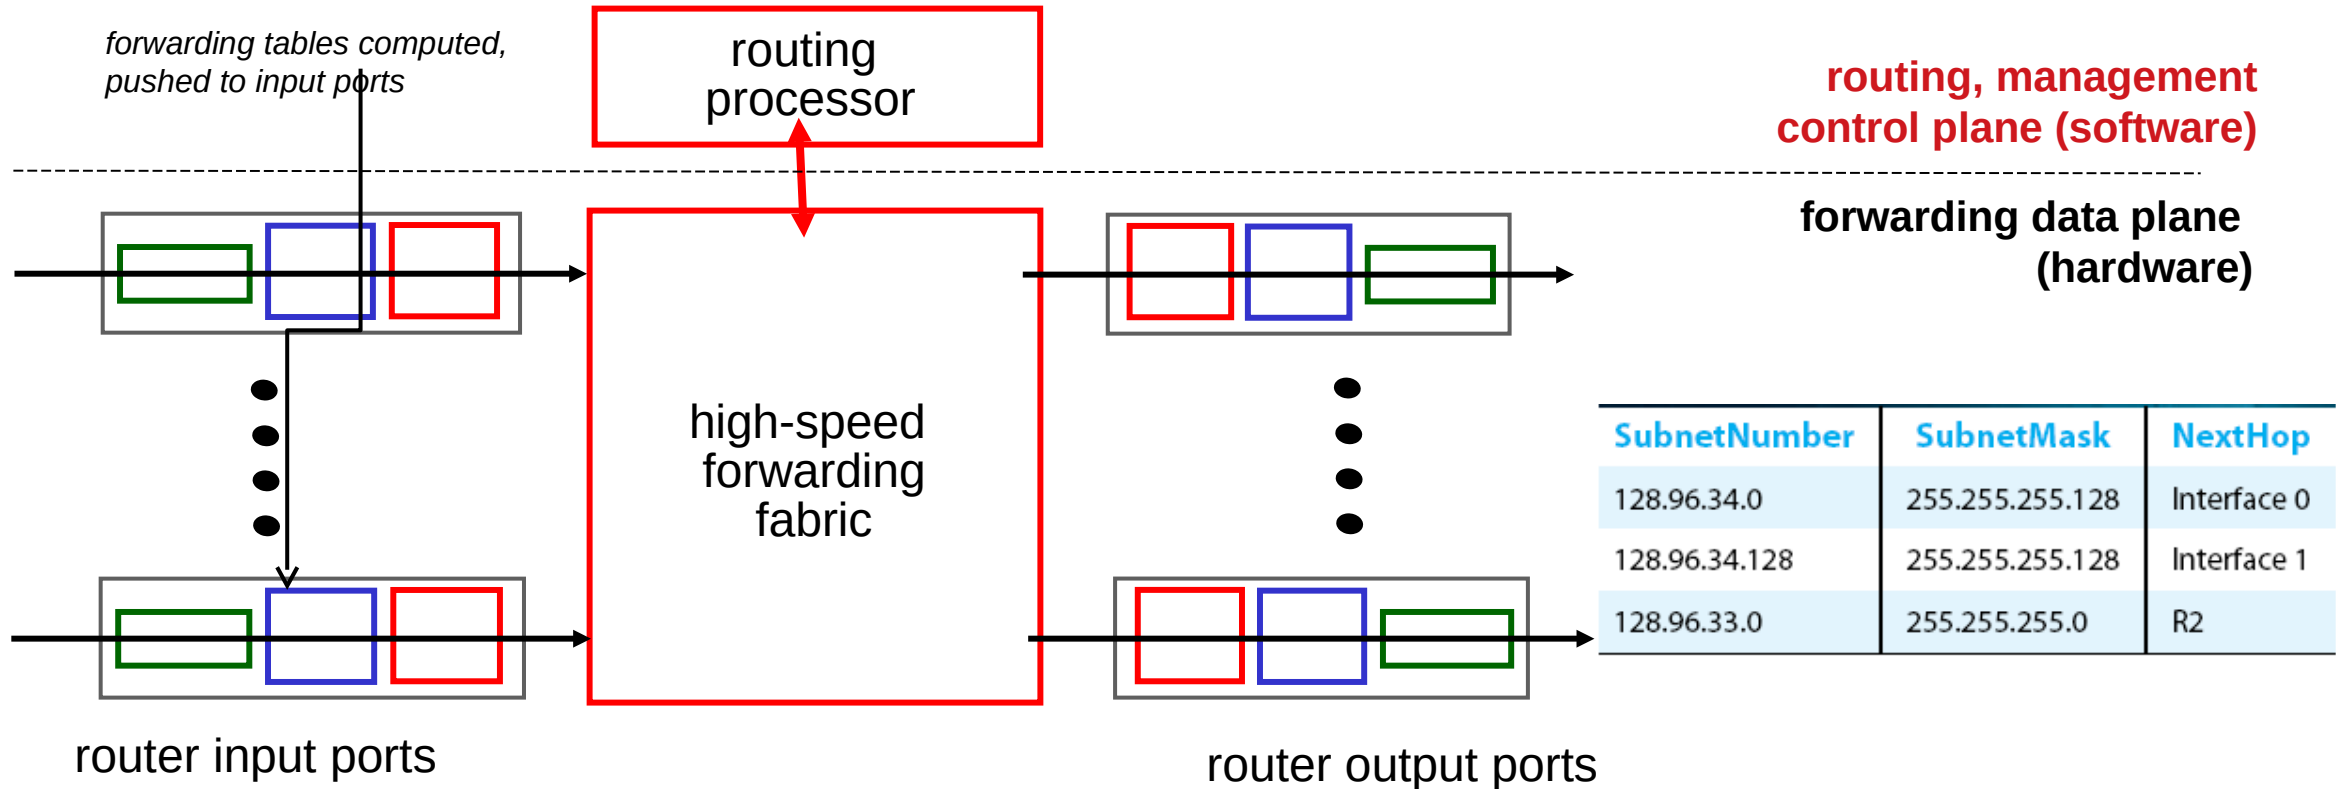 forwarding tables computed,
pushed to input ports
routing
processor
routing, management
control plane (software)
forwarding data plane
(hardware)
high-speed
forwarding
fabric
SubnetNumber SubnetMask NextHop
128.96.34.0 255.255.255.128 Interface 0
128.96.34.128 255.255.255.128 Interface 1
128.96.33.0 255.255.255.0 R2
router input ports
router output ports